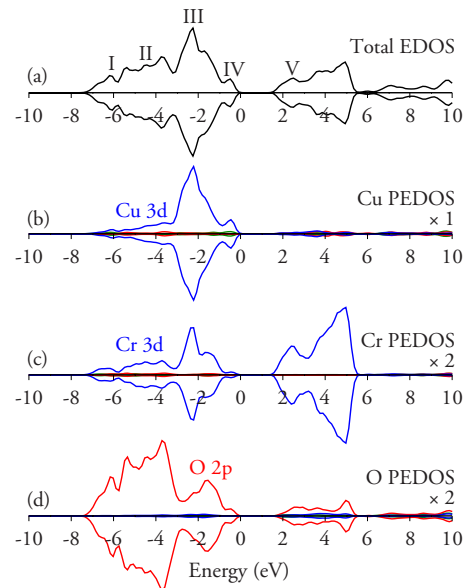 III
Total EDOS
I II IV V
(a)
-10 -8 -6 -4 -2 0 2 4 6 8 10
Cu 3d
Cu PEDOS
(b) × 1
-10 -8 -6 -4 -2 0 2 4 6 8 10
Cr 3d
Cr PEDOS
(c) × 2
-10 -8 -6 -4 -2 0 2 4 6 8 10
O 2p
O PEDOS
(d) × 2
-10 -8 -6 -4 -2 0 2 4 6 8 10
Energy (eV)